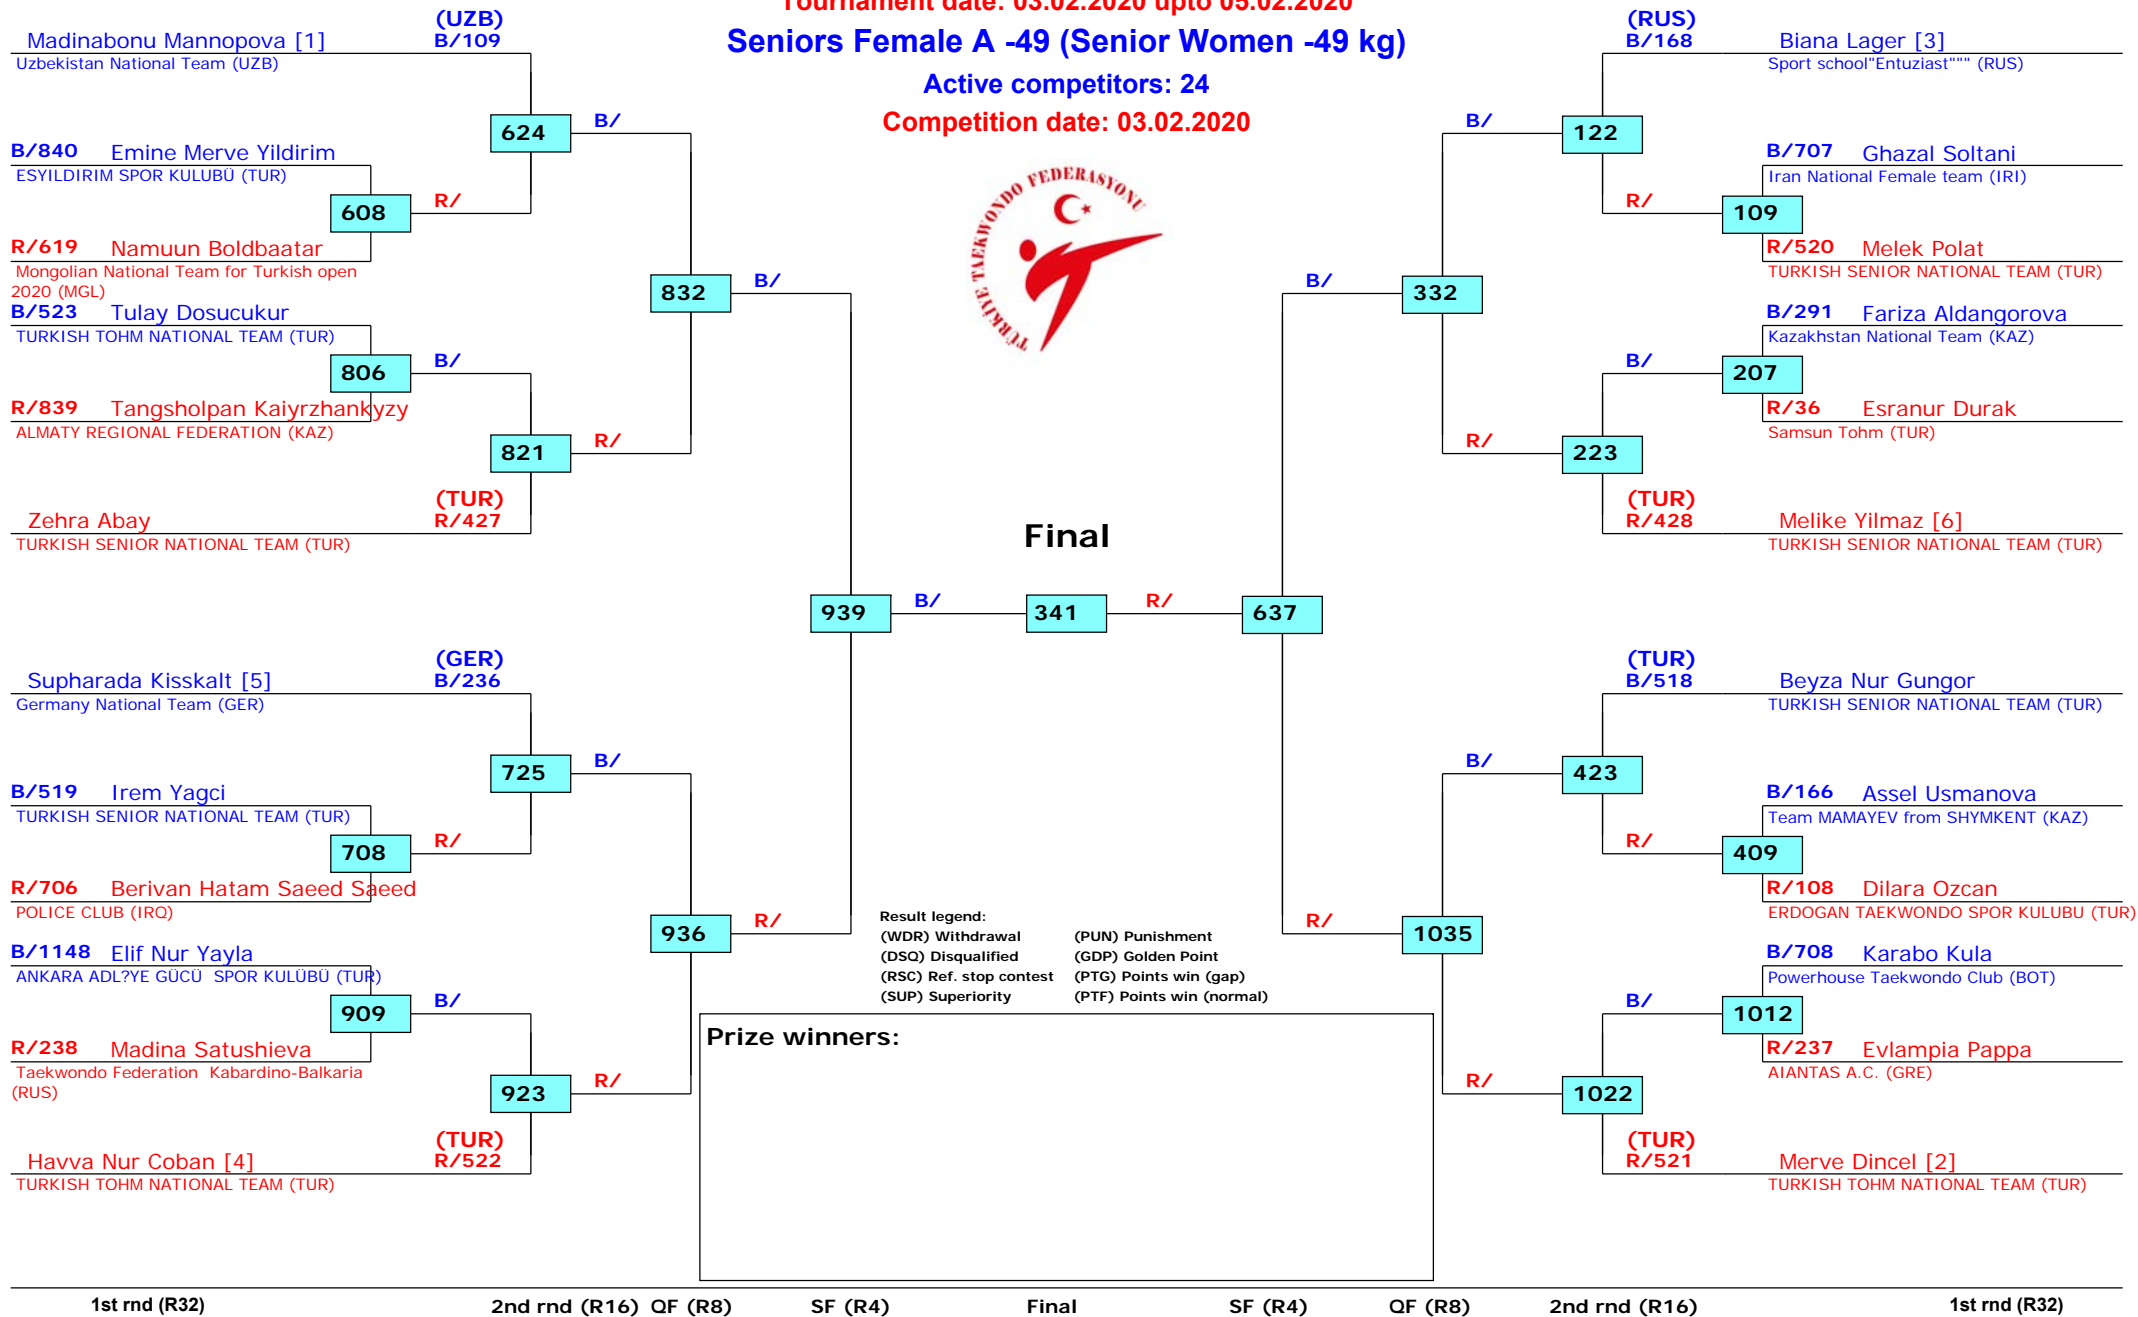 Tournament date: 03.02.2020 upto 05.02.2020
Seniors Female A -49 (Senior Women -49 kg)
Active competitors: 24
Competition date: 03.02.2020
TÜRKİYE TAEKWONDO FEDERASYONU
(UZB)
Madinabonu Mannopova [1] B/109
Uzbekistan National Team (UZB)
624 B/
B/840 Emine Merve Yildirim
ESYILDIRIM SPOR KULUBÜ (TUR)
608 R/
R/619 Namuun Boldbaatar
Mongolian National Team for Turkish open
2020 (MGL)
832 B/
B/523 Tulay Dosucukur
TURKISH TOHM NATIONAL TEAM (TUR)
806 B/
R/839 Tangsholpan Kaiyrzhankyzy
ALMATY REGIONAL FEDERATION (KAZ)
821 R/
(TUR)
Zehra Abay R/427
TURKISH SENIOR NATIONAL TEAM (TUR)
939 B/
(GER)
Supharada Kisskalt [5] B/236
Germany National Team (GER)
725 B/
B/519 Irem Yagci
TURKISH SENIOR NATIONAL TEAM (TUR)
708 R/
R/706 Berivan Hatam Saeed Saeed
POLICE CLUB (IRQ)
936 R/
B/1148 Elif Nur Yayla
ANKARA ADL?YE GÜCÜ  SPOR KULÜBÜ (TUR)
909 B/
R/238 Madina Satushieva
Taekwondo Federation  Kabardino-Balkaria
(RUS)
923 R/
(TUR)
Havva Nur Coban [4] R/522
TURKISH TOHM NATIONAL TEAM (TUR)
Final
341
(RUS)
B/168 Biana Lager [3]
Sport school"Entuziast""" (RUS)
B/ 122
B/707 Ghazal Soltani
Iran National Female team (IRI)
R/ 109
R/520 Melek Polat
TURKISH SENIOR NATIONAL TEAM (TUR)
B/ 332
B/291 Fariza Aldangorova
Kazakhstan National Team (KAZ)
B/ 207
R/36 Esranur Durak
Samsun Tohm (TUR)
R/ 223
(TUR)
R/428 Melike Yilmaz [6]
TURKISH SENIOR NATIONAL TEAM (TUR)
R/ 637
(TUR)
B/518 Beyza Nur Gungor
TURKISH SENIOR NATIONAL TEAM (TUR)
B/ 423
B/166 Assel Usmanova
Team MAMAYEV from SHYMKENT (KAZ)
R/ 409
R/108 Dilara Ozcan
ERDOGAN TAEKWONDO SPOR KULUBU (TUR)
R/ 1035
B/708 Karabo Kula
Powerhouse Taekwondo Club (BOT)
B/ 1012
R/237 Evlampia Pappa
AIANTAS A.C. (GRE)
R/ 1022
(TUR)
R/521 Merve Dincel [2]
TURKISH TOHM NATIONAL TEAM (TUR)
Result legend:
(WDR) Withdrawal (PUN) Punishment
(DSQ) Disqualified (GDP) Golden Point
(RSC) Ref. stop contest (PTG) Points win (gap)
(SUP) Superiority (PTF) Points win (normal)
Prize winners:
1st rnd (R32) 2nd rnd (R16) QF (R8) SF (R4) Final SF (R4) QF (R8) 2nd rnd (R16) 1st rnd (R32)